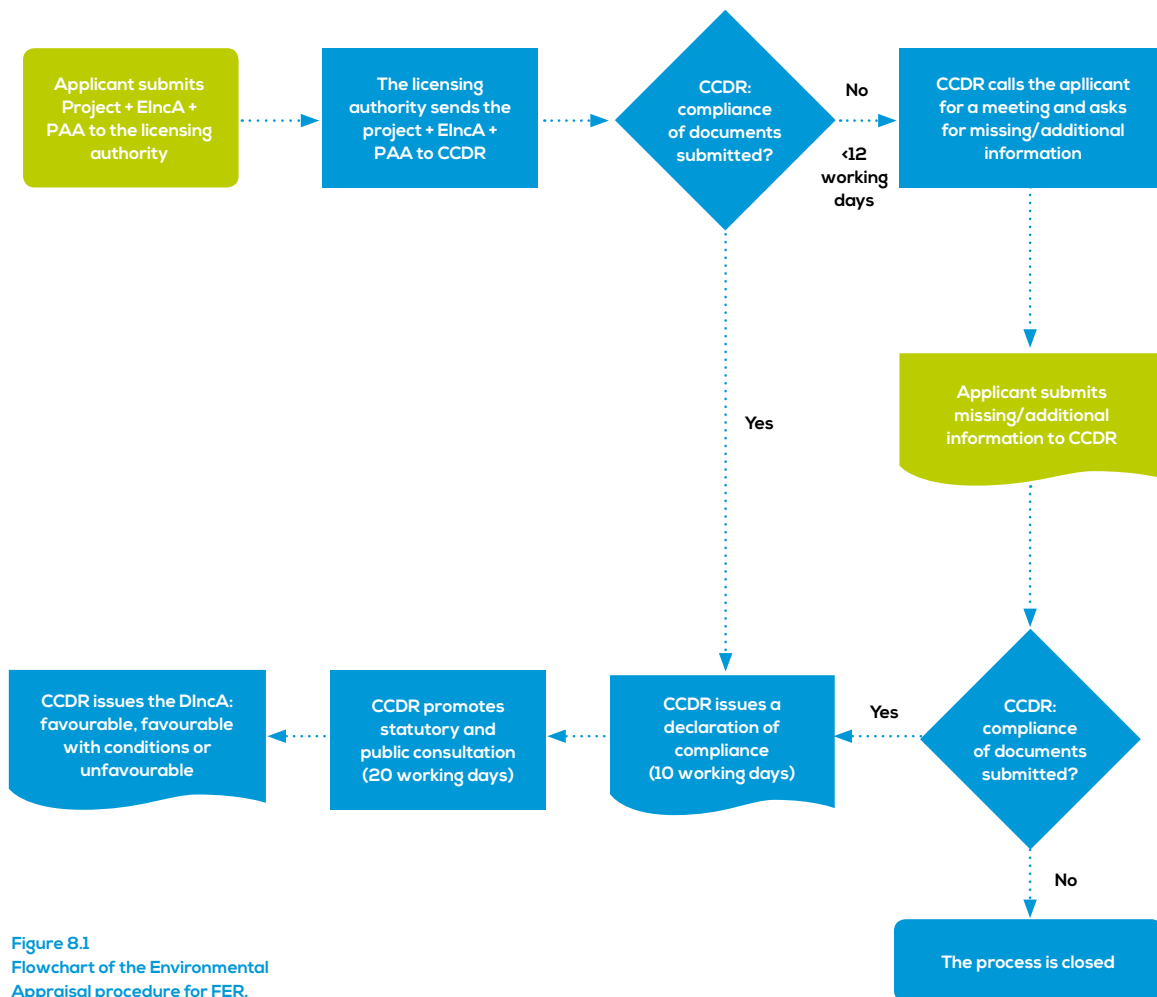 Applicant submits
Project + EIncA +
PAA to the licensing
authority
The licensing
authority sends the
project + EIncA +
PAA to CCDR
CCDR:
compliance
of documents
submitted?
No
<12
working
days
CCDR calls the apllicant
for a meeting and asks
for missing/additional
information
Applicant submits
missing/additional
information to CCDR
Yes
CCDR:
compliance
of documents
submitted?
Yes
CCDR issues a
declaration of
compliance
(10 working days)
CCDR promotes
statutory and
public consultation
(20 working days)
CCDR issues the DIncA:
favourable, favourable
with conditions or
unfavourable
No
The process is closed
Figure 8.1
Flowchart of the Environmental
Appraisal procedure for FER.